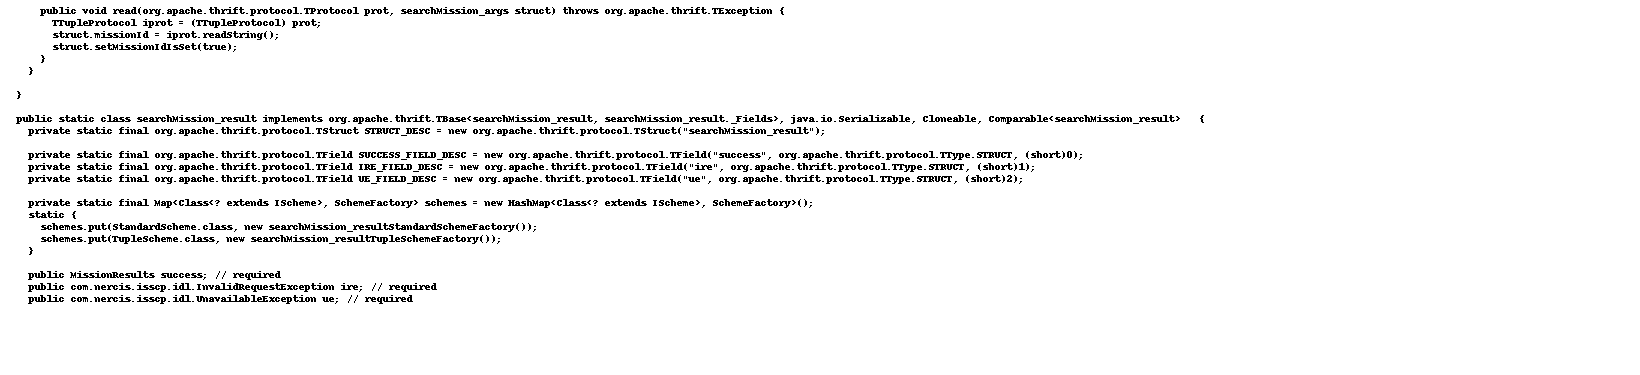 public void read(org.apache.thrift.protocol.TProtocol prot, searchMission_args struct) throws org.apache.thrift.TException {
TTupleProtocol iprot = (TTupleProtocol) prot;
struct.missionId = iprot.readString();
struct.setMissionIdIsSet(true);
}
}
}
public static class searchMission_result implements org.apache.thrift.TBase<searchMission_result, searchMission_result._Fields>, java.io.Serializable, Cloneable, Comparable<searchMission_result>   {
private static final org.apache.thrift.protocol.TStruct STRUCT_DESC = new org.apache.thrift.protocol.TStruct("searchMission_result");
private static final org.apache.thrift.protocol.TField SUCCESS_FIELD_DESC = new org.apache.thrift.protocol.TField("success", org.apache.thrift.protocol.TType.STRUCT, (short)0);
private static final org.apache.thrift.protocol.TField IRE_FIELD_DESC = new org.apache.thrift.protocol.TField("ire", org.apache.thrift.protocol.TType.STRUCT, (short)1);
private static final org.apache.thrift.protocol.TField UE_FIELD_DESC = new org.apache.thrift.protocol.TField("ue", org.apache.thrift.protocol.TType.STRUCT, (short)2);
private static final Map<Class<? extends IScheme>, SchemeFactory> schemes = new HashMap<Class<? extends IScheme>, SchemeFactory>();
static {
schemes.put(StandardScheme.class, new searchMission_resultStandardSchemeFactory());
schemes.put(TupleScheme.class, new searchMission_resultTupleSchemeFactory());
}
public MissionResults success; // required
public com.nercis.isscp.idl.InvalidRequestException ire; // required
public com.nercis.isscp.idl.UnavailableException ue; // required